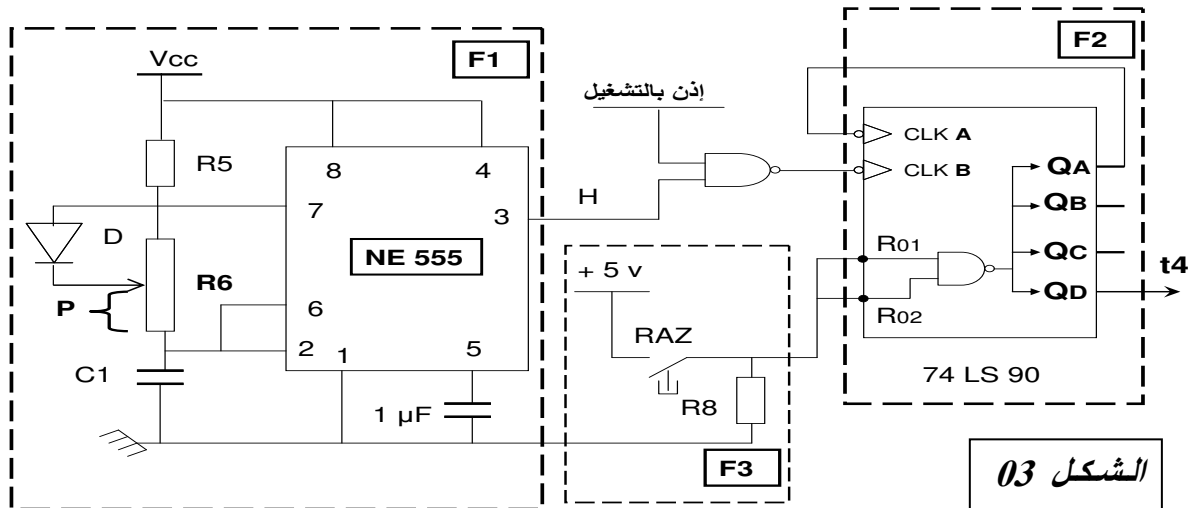 F1
Vcc
R5
D
R6
P
C1
8
4
7
3
NE 555
6
2
1
5
1 µF
H
إذن بالتشغيل
F2
CLK A
CLK B
QA
QB
QC
QD
R01
R02
t4
74 LS 90
+ 5 v
RAZ
R8
F3
الشكل 03